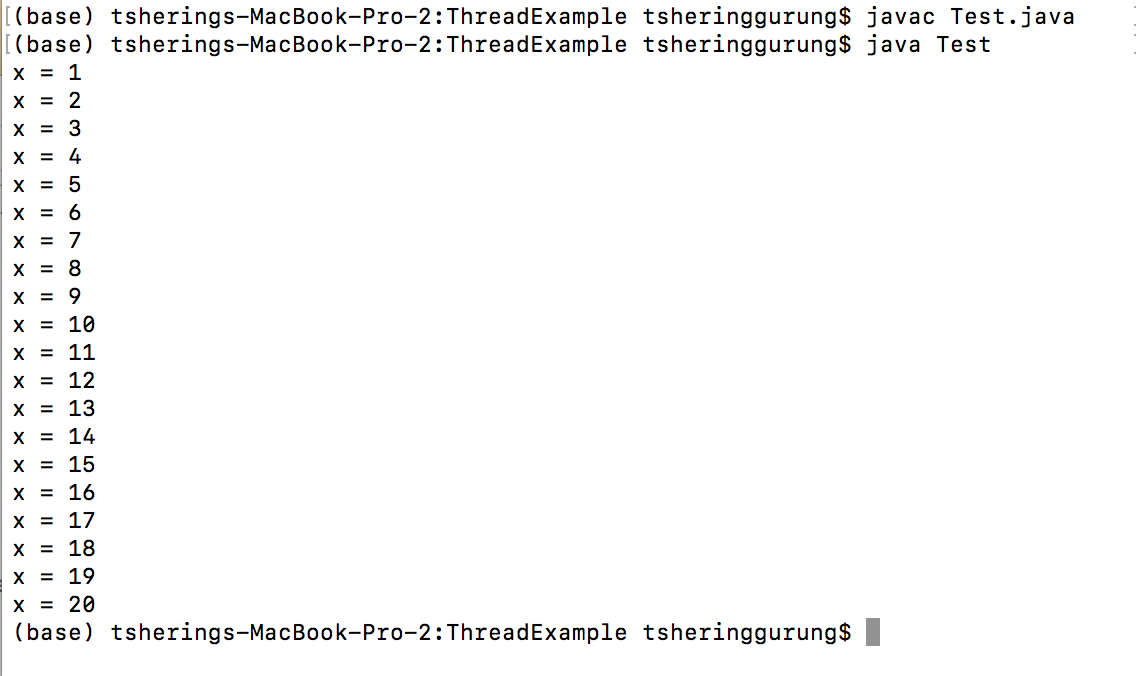 [(base) tsherings-MacBook-Pro-2:ThreadExample tsheringgurung$ javac Test.java
[(base) tsherings-MacBook-Pro-2:ThreadExample tsheringgurung$ java Test
x = 1
x = 2
x = 3
x = 4
x = 5
x = 6
x = 7
x = 8
x = 9
x = 10
x = 11
x = 12
x = 13
x = 14
x = 15
x = 16
x = 17
x = 18
x = 19
x = 20
(base) tsherings-MacBook-Pro-2:ThreadExample tsheringgurung$